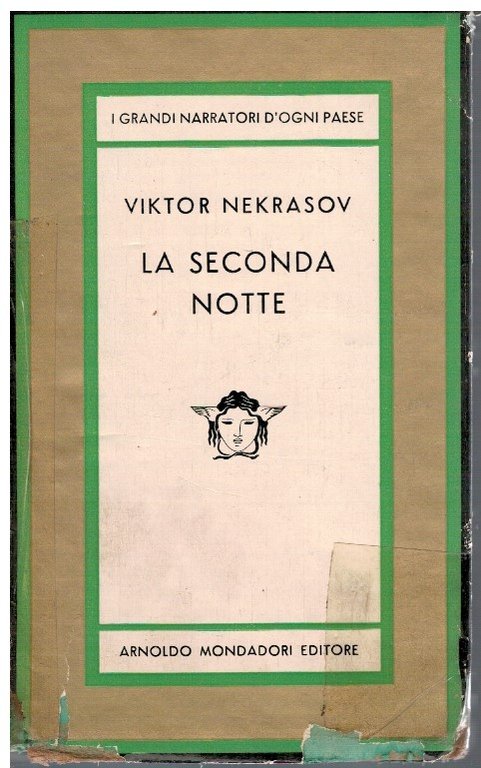 I GRANDI NARRATORI D'OGNI PAESE
VIKTOR NEKRASOV
LA SECONDA
NOTTE
ARNOLDO MONDADORI EDITORE